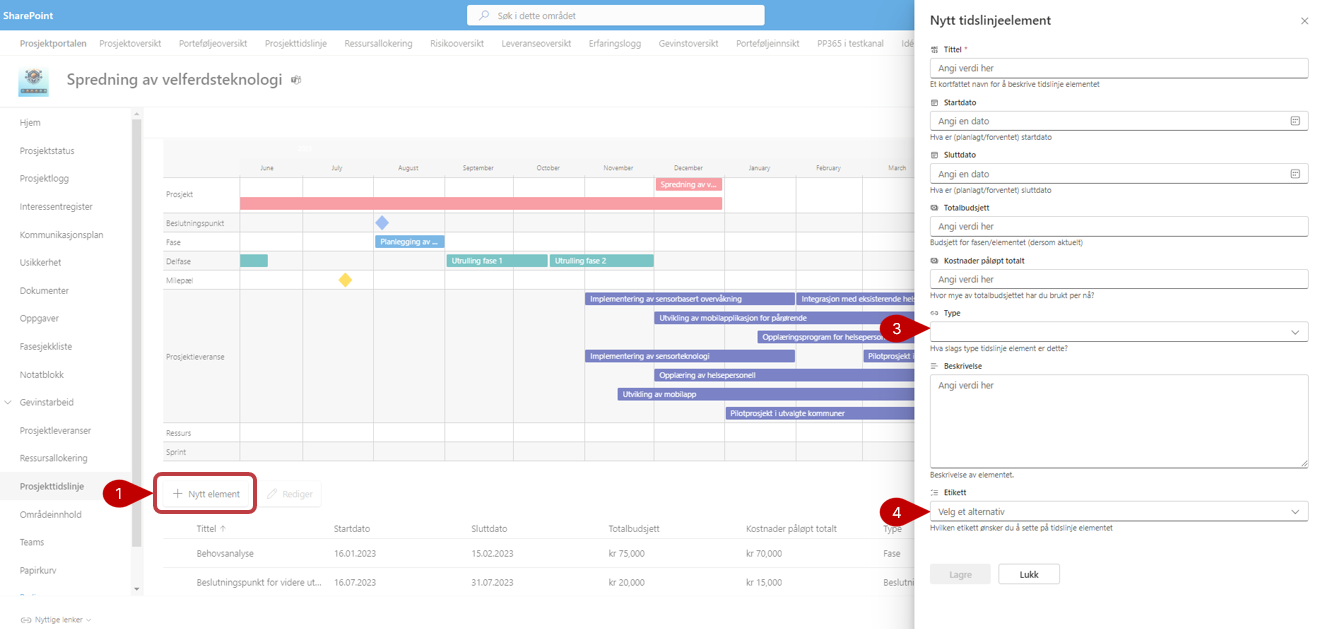 SharePoint
Søk i dette området
Prosjektportalen Prosjektoversikt Porteføljeoversikt Prosjekttidslinje Ressursallokering Risikooversikt Leveranseoversikt Erfaringslogg Gevinstoversikt Porteføljeinnsikt PP365 i testkanal Idé
Spredning av velferdsteknologi
Hjem
Prosjektstatus
Prosjektlogg
Interessentregister
Kommunikasjonsplan
Usikkerhet
Dokumenter
Oppgaver
Fasesjekkliste
Notatblokk
Gevinstarbeid
Prosjektleveranser
Ressursallokering
Prosjekttidslinje
Områdeinnhold
Teams
Papirkurv
Nyttige lenker
June July August September October November December January February March
Prosjekt
Spredning av v...
Beslutningspunkt
Fase
Planlegging av ...
Delfase
Utrulling fase 1
Utrulling fase 2
Milepæl
Prosjektleveranse
Implementering av sensorbasert overvåkning
Integrasjon med eksisterende hels
Utvikling av mobilapplikasjon for pårørende
Opplæringsprogram for helseperson
Implementering av sensorteknologi
Pilotprosjekt i
Opplæring av helsepersonell
Utvikling av mobilapp
Pilotprosjekt i utvalgte kommuner
Ressurs
Sprint
1
Nytt element
Rediger
Tittel Startdato Sluttdato Totalbudsjett Kostnader påløpt totalt Type
Behovsanalyse 16.01.2023 15.02.2023 kr 75,000 kr 70,000 Fase
Beslutningspunkt for videre ut... 16.07.2023 31.07.2023 kr 20,000 kr 15,000 Beslutni
Nytt tidslinjeelement
Tittel *
Angi verdi her
Et kortfattet navn for å beskrive tidslinje elementet
Startdato
Angi en dato
Hva er (planlagt/forventet) startdato
Sluttdato
Angi en dato
Hva er (planlagt/forventet) sluttdato
Totalbudsjett
Angi verdi her
Budsjett for fasen/elementet (dersom aktuelt)
Kostnader påløpt totalt
Angi verdi her
Hvor mye av totalbudsjettet har du brukt per nå?
Type
3
Hva slags type tidslinje element er dette?
Beskrivelse
Angi verdi her
Beskrivelse av elementet.
Etikett
4
Velg et alternativ
Hvilken etikett ønsker du å sette på tidslinje elementet
Lagre
Lukk